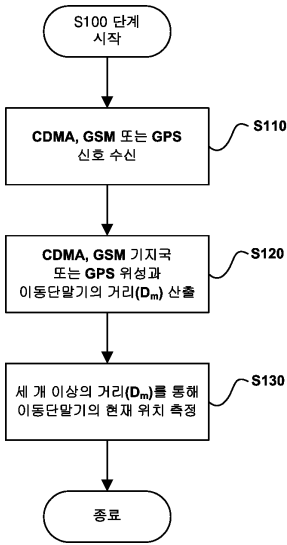 S100 단계
시작
CDMA, GSM 또는 GPS
신호 수신
S110
CDMA, GSM 기지국
또는 GPS 위성과
이동단말기의 거리(Dm) 산출
S120
세 개 이상의 거리(Dm)를 통해
이동단말기의 현재 위치 측정
S130
종료